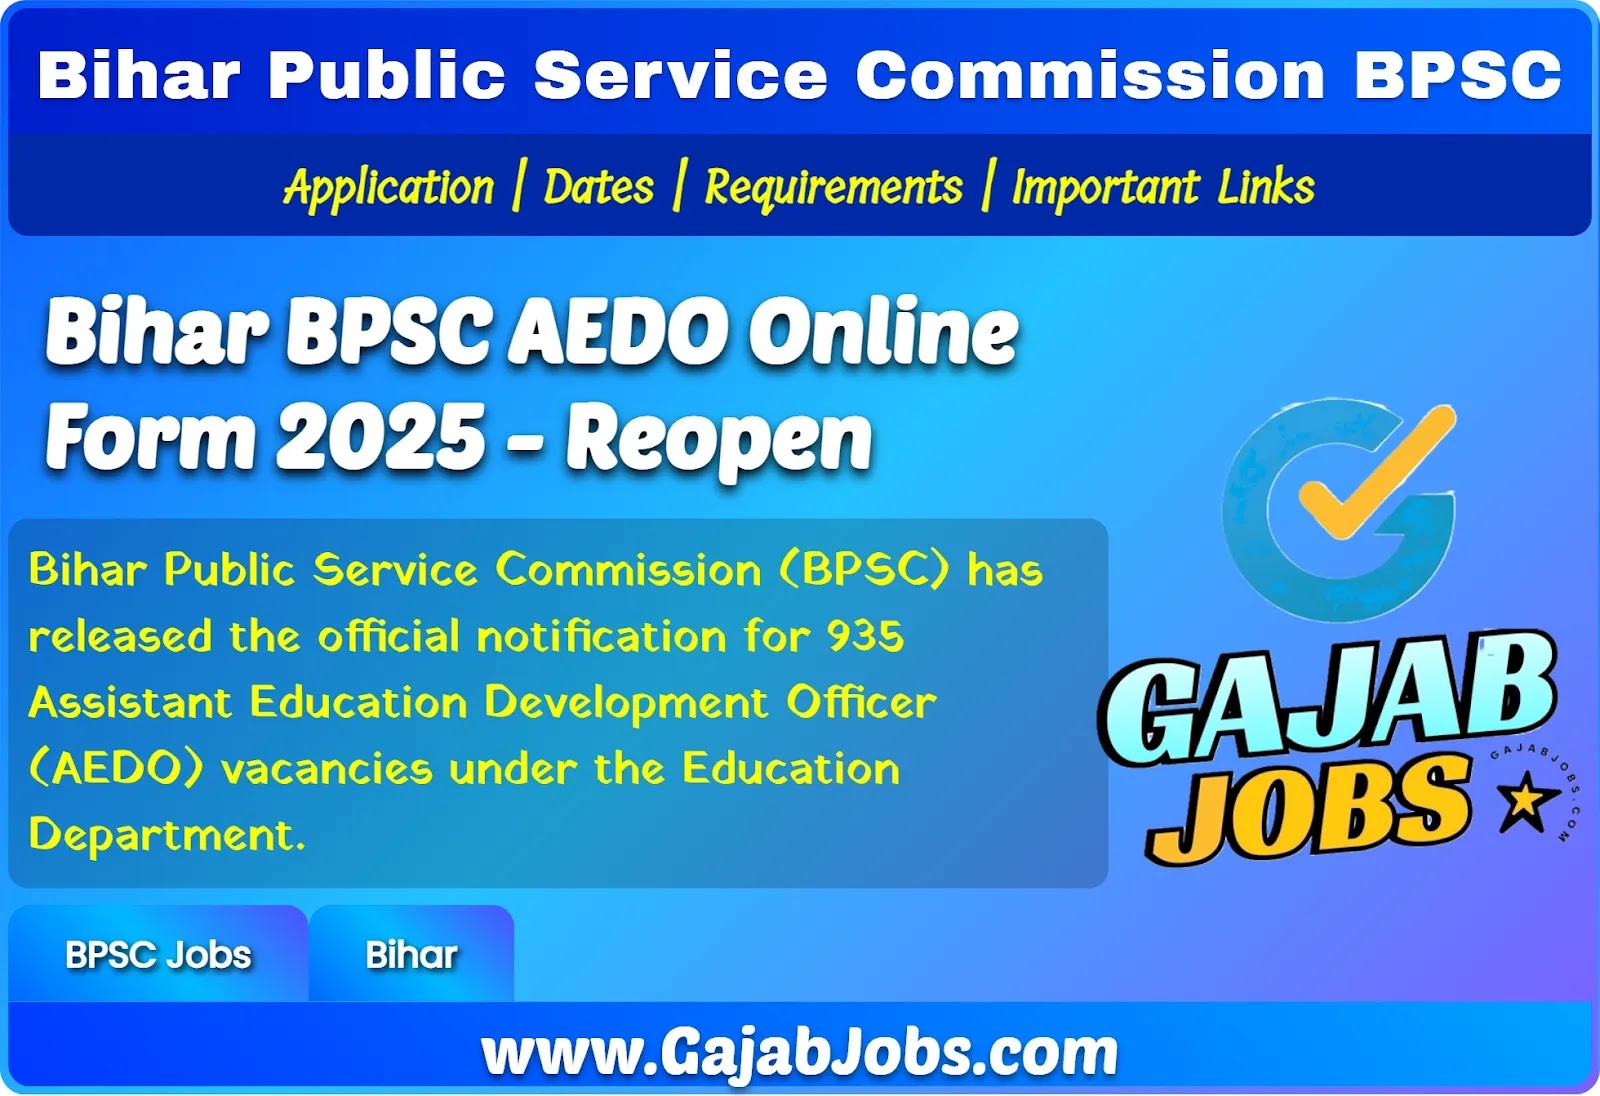 Bihar Public Service Commission BPSC
Application | Dates | Requirements | Important Links
Bihar BPSC AEDO Online
Form 2025 - Reopen
Bihar Public Service Commission (BPSC) has
released the official notification for 935
Assistant Education Development Officer
(AEDO) vacancies under the Education
Department.
GAJAB
JOBS
GAJABJOBS.COM
BPSC Jobs
Bihar
www.GajabJobs.com